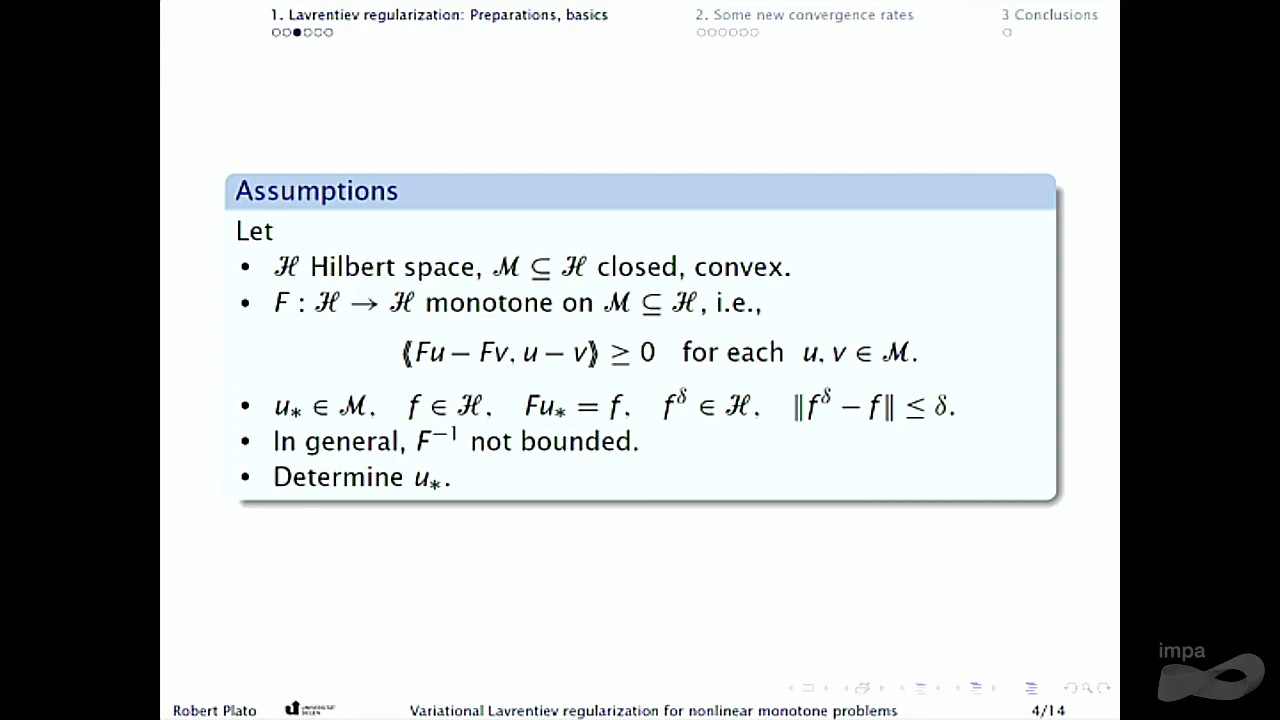 1. Lavrentiev regularization: Preparations, basics
2. Some new convergence rates
3 Conclusions
Assumptions
Let
• ℋ Hilbert space, ℳ ⊆ ℋ closed, convex.
• F : ℋ → ℋ monotone on ℳ ⊆ ℋ, i.e.,
⟪Fu − Fv, u − v⟫ ≥ 0 for each u, v ∈ ℳ.
• u∗ ∈ ℳ, f ∈ ℋ, Fu∗ = f, f^δ ∈ ℋ, ‖f^δ − f‖ ≤ δ.
• In general, F⁻¹ not bounded.
• Determine u∗.
impa
Robert Plato
Variational Lavrentiev regularization for nonlinear monotone problems
4/14